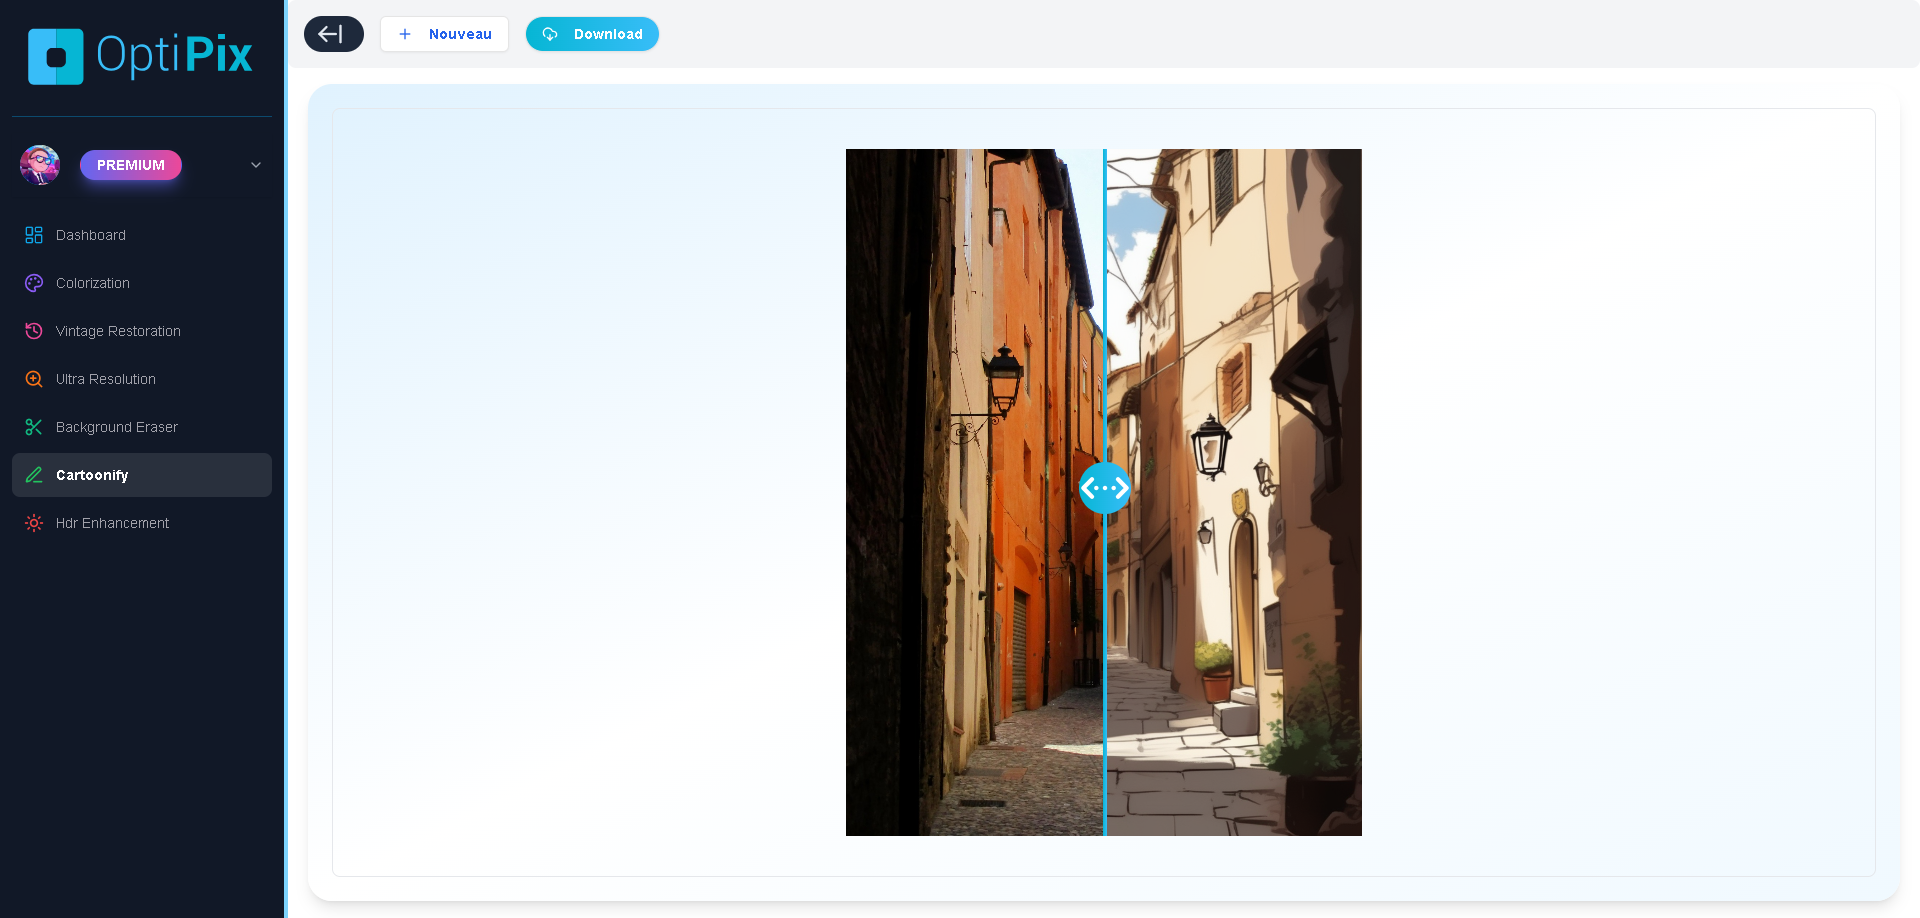 OptiPix
Nouveau
Download
PREMIUM
Dashboard
Colorization
Vintage Restoration
Ultra Resolution
Background Eraser
Cartoonify
Hdr Enhancement